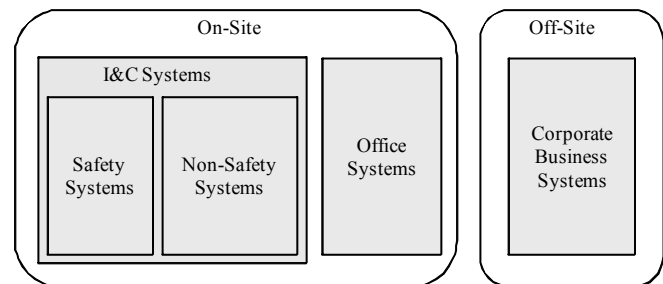 On-Site
Off-Site
I&C Systems
Safety
Systems
Non-Safety
Systems
Office
Systems
Corporate
Business
Systems